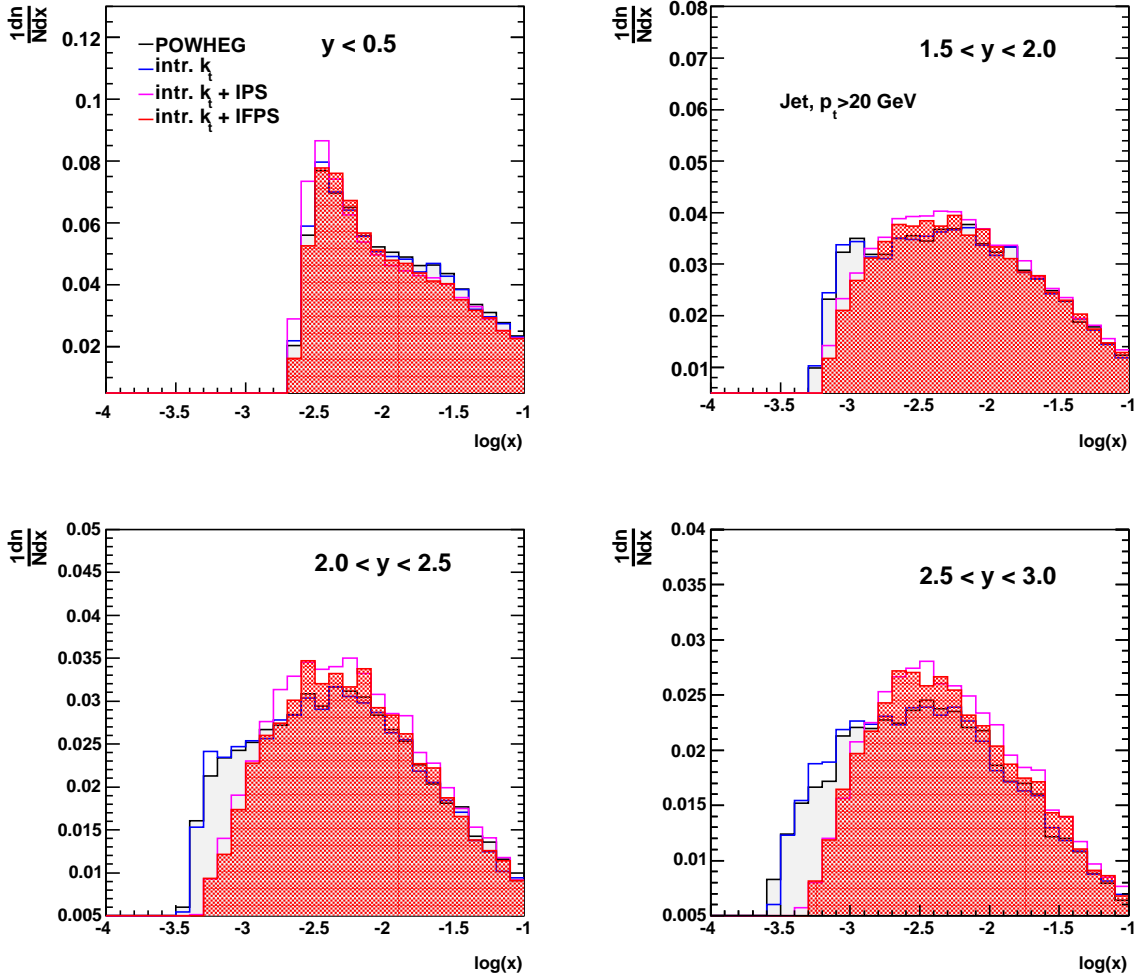 1dn
Ndx
y < 0.5
POWHEG
intr. k_t
intr. k_t + IPS
intr. k_t + IFPS
0.12
0.1
0.08
0.06
0.04
0.02
-4 -3.5 -3 -2.5 -2 -1.5 -1
log(x)
1dn
Ndx
1.5 < y < 2.0
Jet, p_t>20 GeV
0.08
0.07
0.06
0.05
0.04
0.03
0.02
0.01
-4 -3.5 -3 -2.5 -2 -1.5 -1
log(x)
1dn
Ndx
2.0 < y < 2.5
0.05
0.045
0.04
0.035
0.03
0.025
0.02
0.015
0.01
0.005
-4 -3.5 -3 -2.5 -2 -1.5 -1
log(x)
1dn
Ndx
2.5 < y < 3.0
0.04
0.035
0.03
0.025
0.02
0.015
0.01
0.005
-4 -3.5 -3 -2.5 -2 -1.5 -1
log(x)